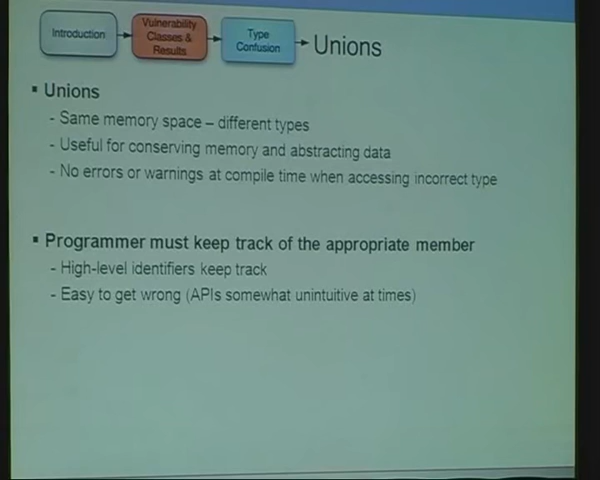 Introduction
Vulnerability
Classes &
Results
Type
Confusion
Unions
▪ Unions
- Same memory space – different types
- Useful for conserving memory and abstracting data
- No errors or warnings at compile time when accessing incorrect type
▪ Programmer must keep track of the appropriate member
- High-level identifiers keep track
- Easy to get wrong (APIs somewhat unintuitive at times)